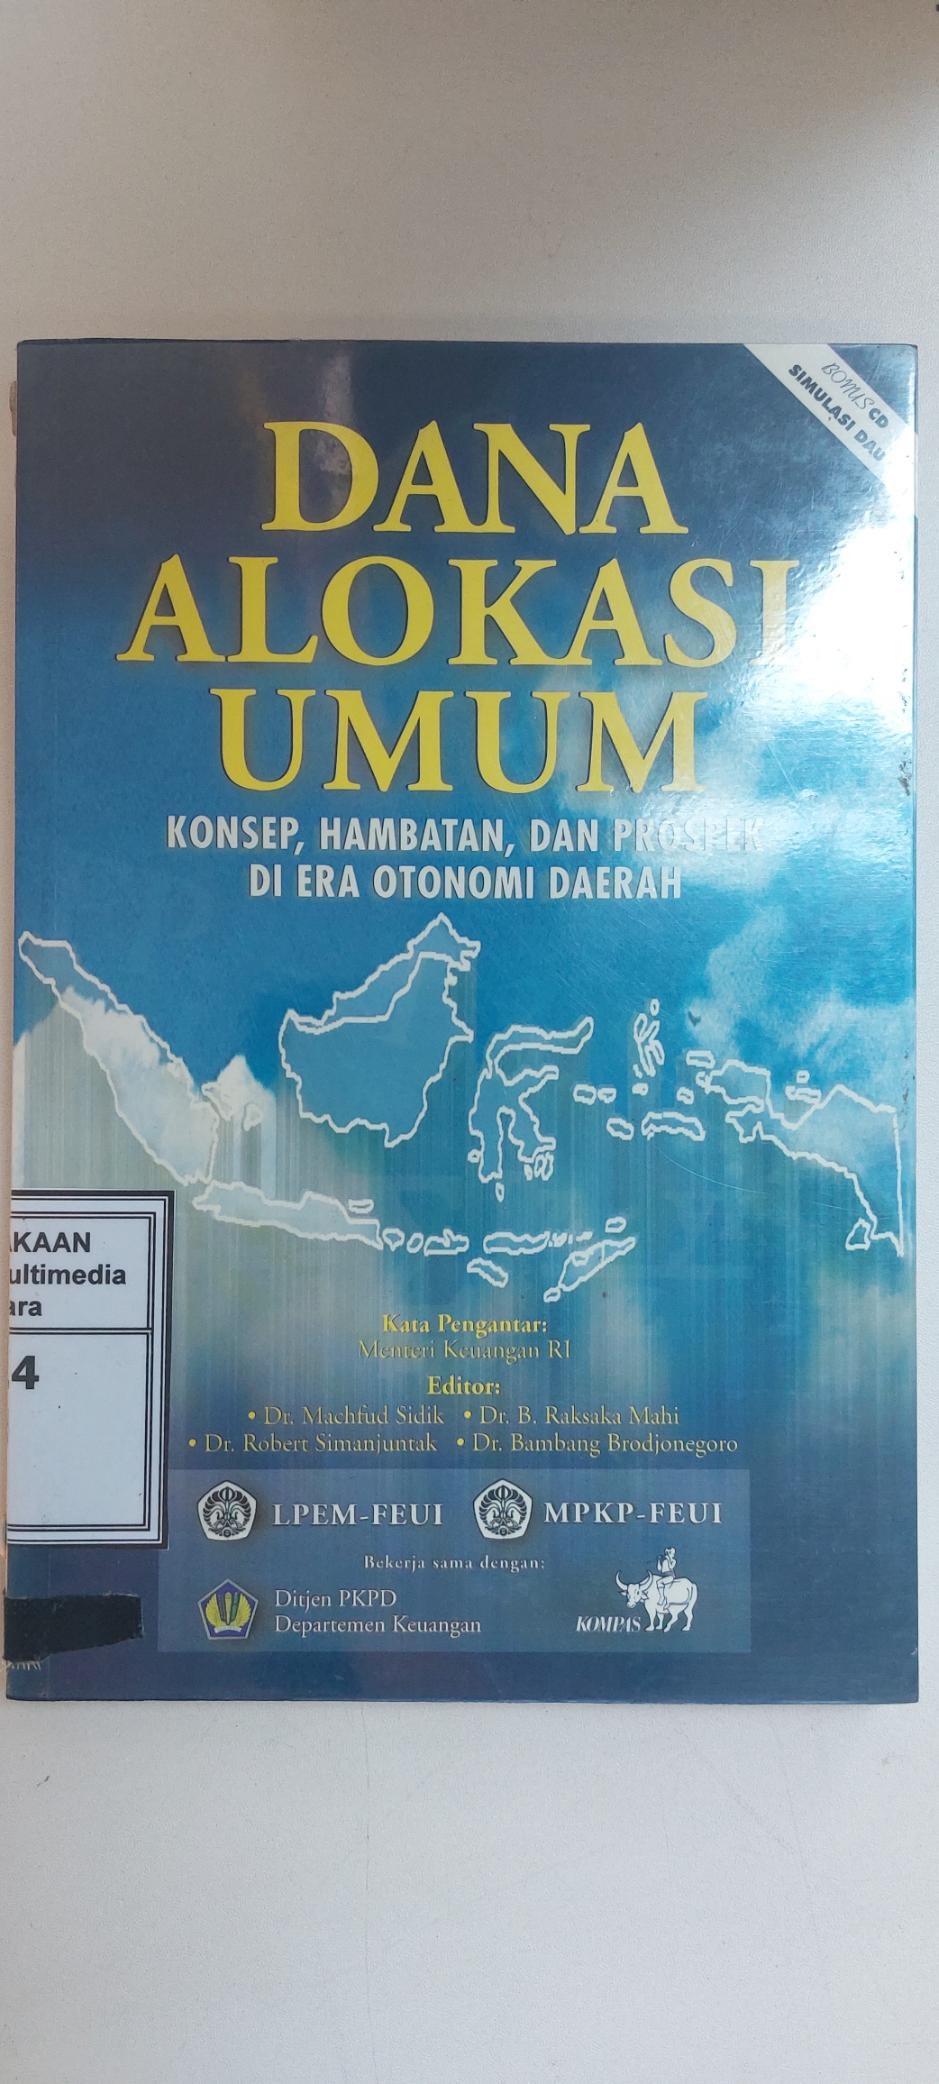 BONUS CD
SIMULASI DAU
DANA
ALOKASI
UMUM
KONSEP, HAMBATAN, DAN PROSPEK
DI ERA OTONOMI DAERAH
AKAAN
ultimedia
ara
4
Kata Pengantar:
Menteri Keuangan RI
Editor:
• Dr. Machfud Sidik • Dr. B. Raksaka Mahi
• Dr. Robert Simanjuntak • Dr. Bambang Brodjonegoro
LPEM-FEUI MPKP-FEUI
Bekerja sama dengan:
Ditjen PKPD
Departemen Keuangan
KOMPAS